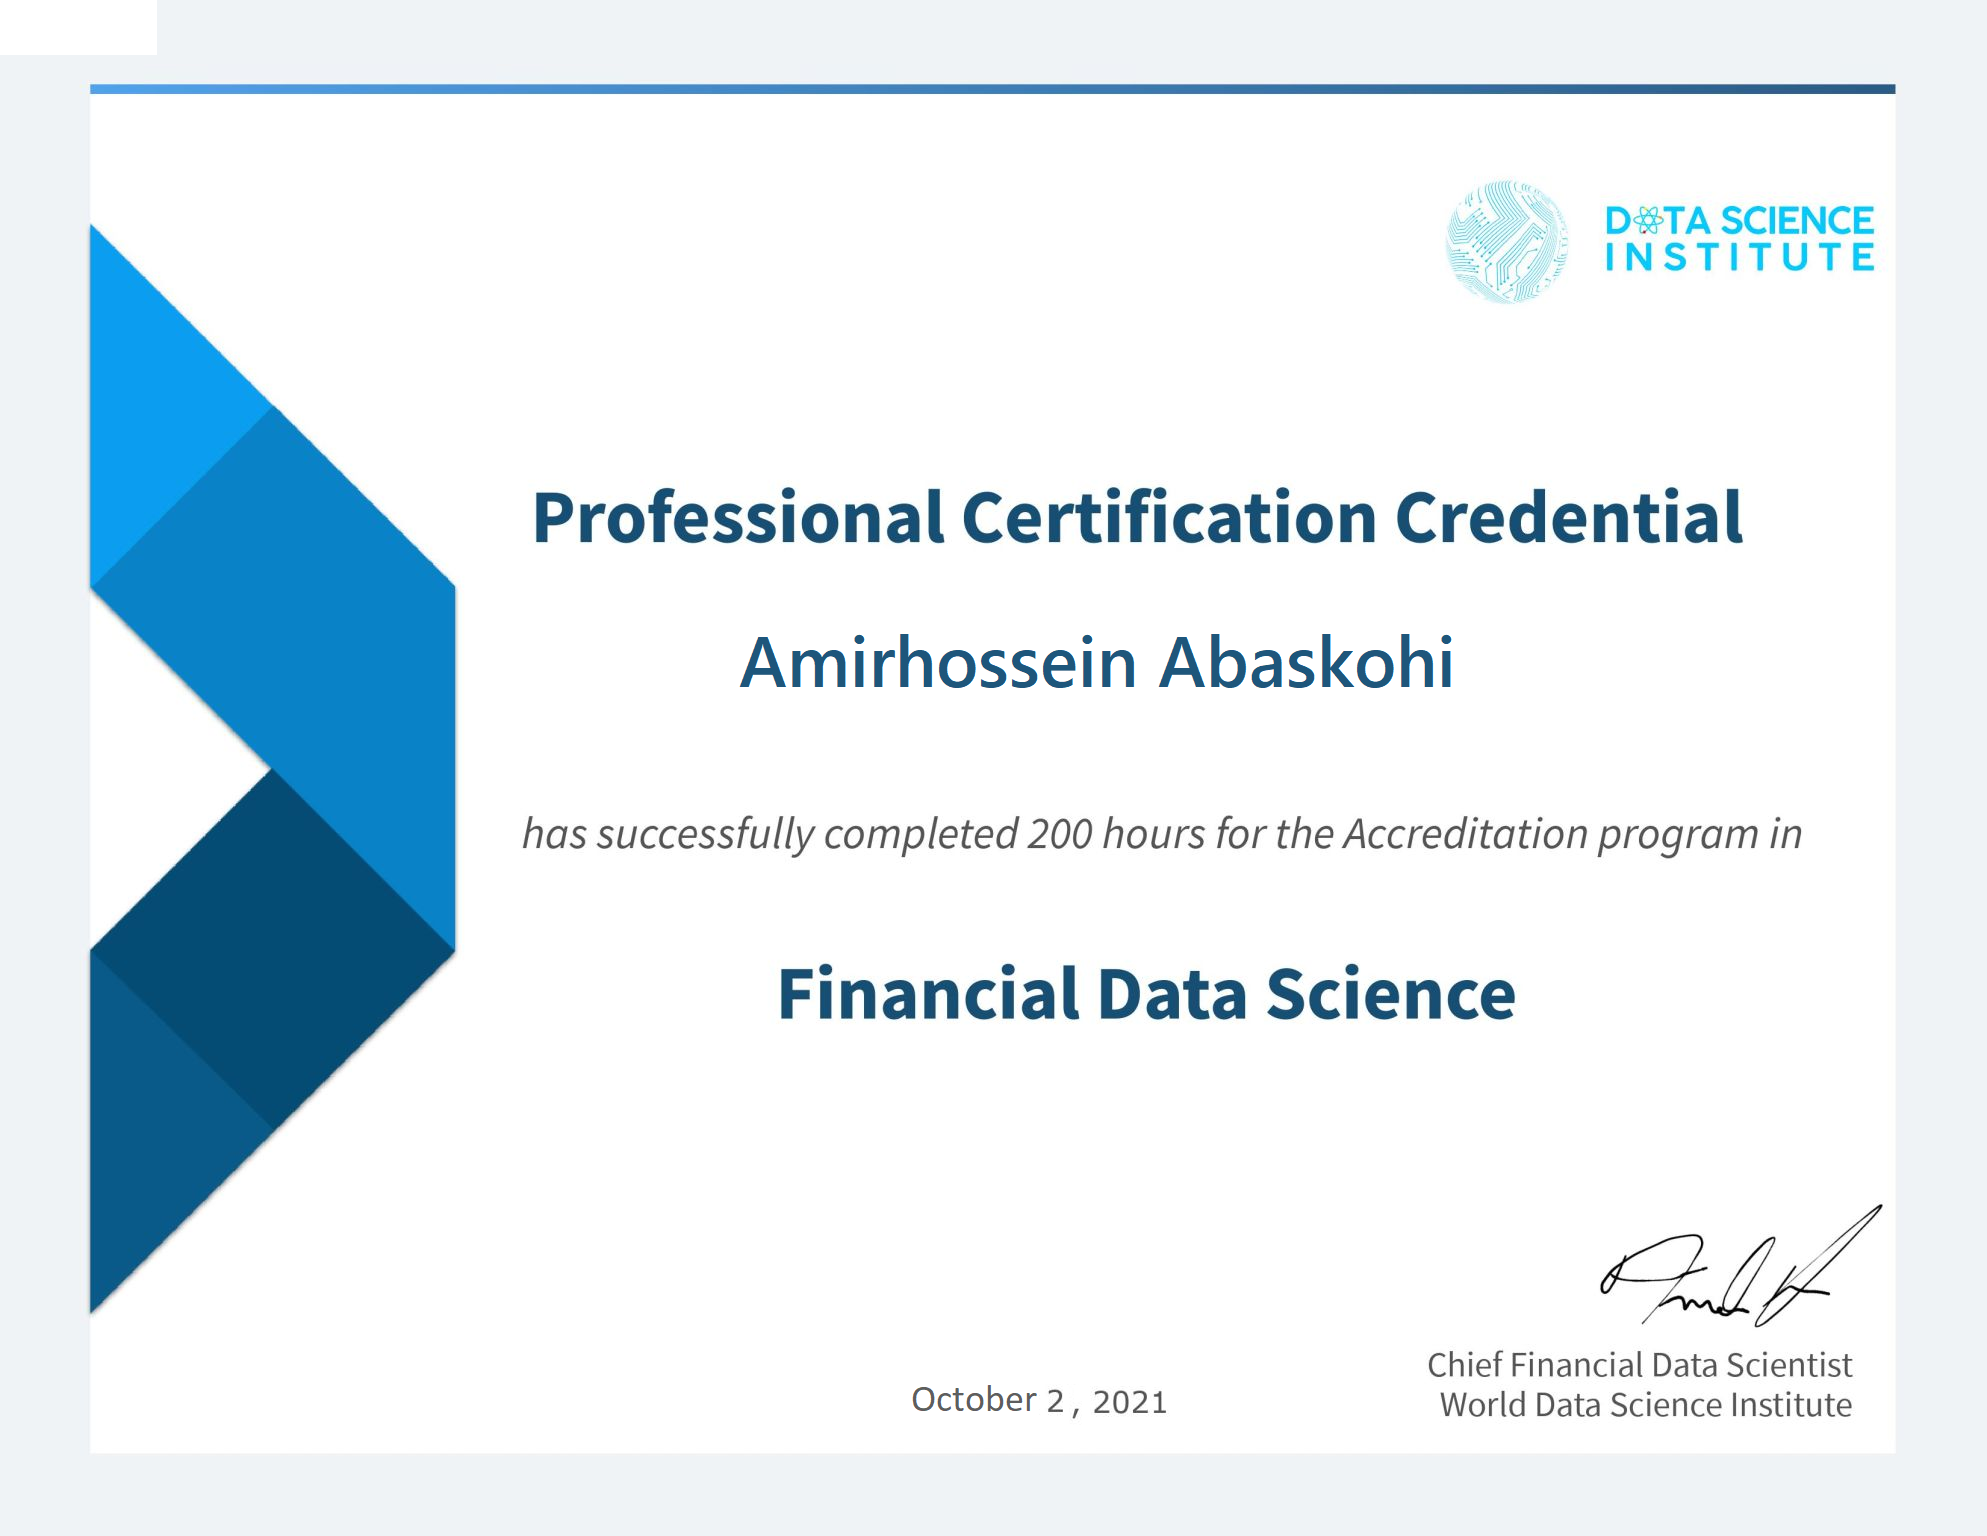 DATA SCIENCE
INSTITUTE
Professional Certification Credential
Amirhossein Abaskohi
has successfully completed 200 hours for the Accreditation program in
Financial Data Science
Chief Financial Data Scientist
October 2, 2021
World Data Science Institute